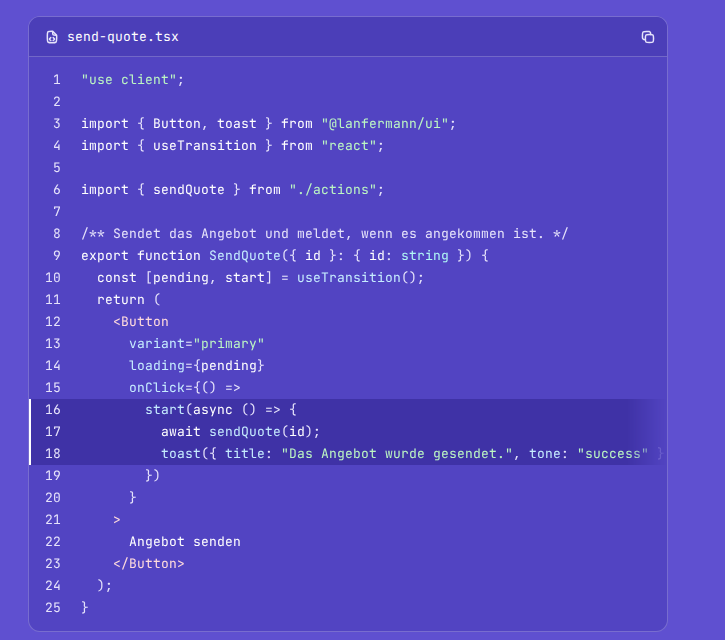 send-quote.tsx
1 "use client";
2
3 import { Button, toast } from "@lanfermann/ui";
4 import { useTransition } from "react";
5
6 import { sendQuote } from "./actions";
7
8 /** Sendet das Angebot und meldet, wenn es angekommen ist. */
9 export function SendQuote({ id }: { id: string }) {
10   const [pending, start] = useTransition();
11   return (
12     <Button
13       variant="primary"
14       loading={pending}
15       onClick={() =>
16         start(async () => {
17           await sendQuote(id);
18           toast({ title: "Das Angebot wurde gesendet.", tone: "success" }
19         })
20       }
21     >
22       Angebot senden
23     </Button>
24   );
25 }